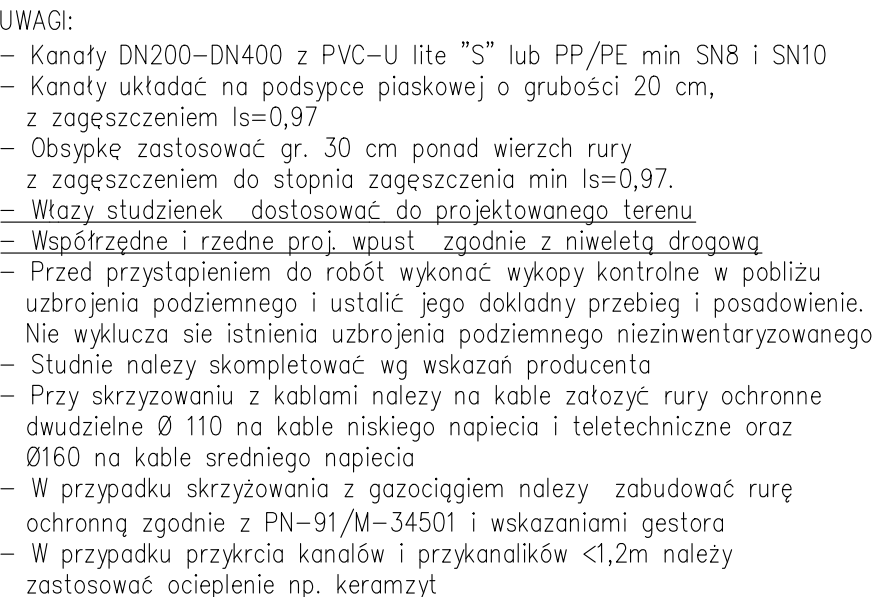 UWAGI:
– Kanały DN200–DN400 z PVC–U lite "S" lub PP/PE min SN8 i SN10
– Kanały układać na podsypce piaskowej o grubości 20 cm,
z zagęszczeniem Is=0,97
– Obsypkę zastosować gr. 30 cm ponad wierzch rury
z zagęszczeniem do stopnia zagęszczenia min Is=0,97.
– Włazy studzienek dostosować do projektowanego terenu
– Współrzędne i rzedne proj. wpust zgodnie z niweletą drogową
– Przed przystapieniem do robót wykonać wykopy kontrolne w pobliżu
uzbrojenia podziemnego i ustalić jego dokladny przebieg i posadowienie.
Nie wyklucza sie istnienia uzbrojenia podziemnego niezinwentaryzowanego
– Studnie nalezy skompletować wg wskazań producenta
– Przy skrzyzowaniu z kablami nalezy na kable załozyć rury ochronne
dwudzielne Ø 110 na kable niskiego napiecia i teletechniczne oraz
Ø160 na kable sredniego napiecia
– W przypadku skrzyżowania z gazociągiem nalezy zabudować rurę
ochronną zgodnie z PN–91/M–34501 i wskazaniami gestora
– W przypadku przykrcia kanalów i przykanalików <1,2m należy
zastosować ocieplenie np. keramzyt